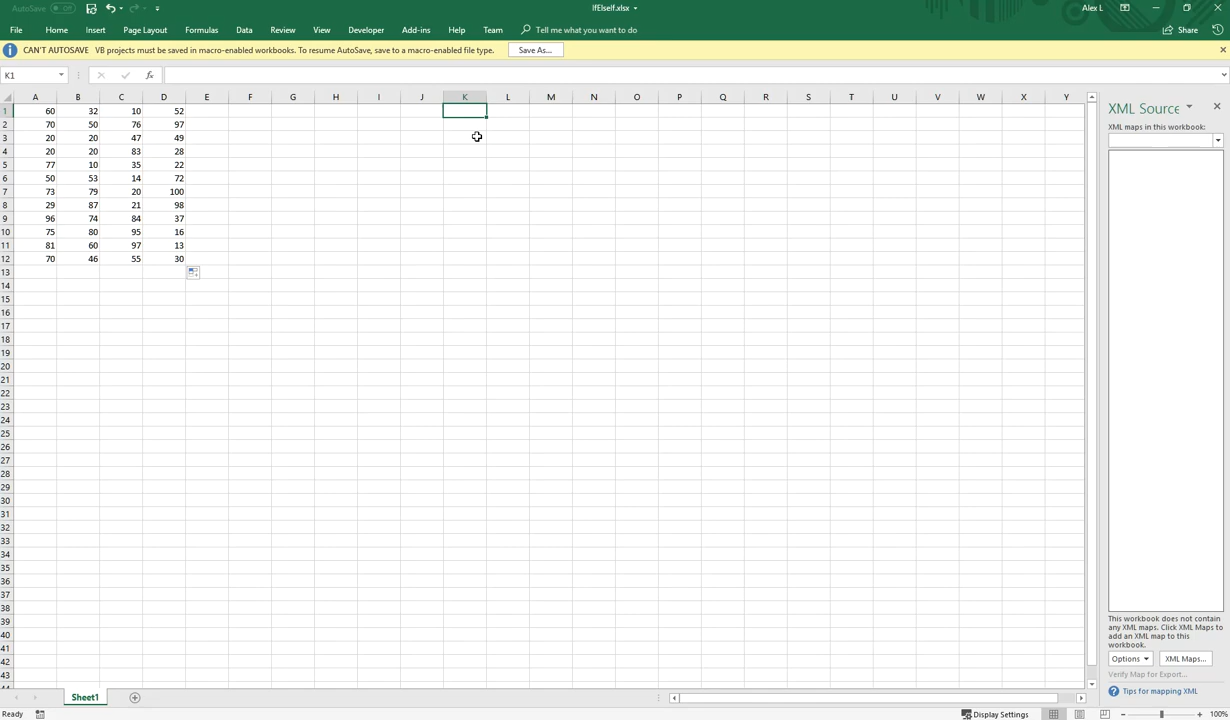 AutoSave Off IfElself.xlsx Alex L
File Home Insert Page Layout Formulas Data Review View Developer Add-ins Help Team Tell me what you want to do Share
CAN'T AUTOSAVE VB projects must be saved in macro-enabled workbooks. To resume AutoSave, save to a macro-enabled file type. Save As...
K1 fx
A B C D E F G H I J K L M N O P Q R S T U V W X Y
1 60 32 10 52
2 70 50 76 97
3 20 20 47 49
4 20 20 83 28
5 77 10 35 22
6 50 53 14 72
7 73 79 20 100
8 29 87 21 98
9 96 74 84 37
10 75 80 95 16
11 81 60 97 13
12 70 46 55 30
13
14
15
16
17
18
19
20
21
22
23
24
25
26
27
28
29
30
31
32
33
34
35
36
37
38
39
40
41
42
43
44
XML Source
XML maps in this workbook:
This workbook does not contain
any XML maps. Click XML Maps to
add an XML map to this
workbook.
Options XML Maps...
Verify Map for Export...
? Tips for mapping XML
Sheet1
Ready Display Settings 100%